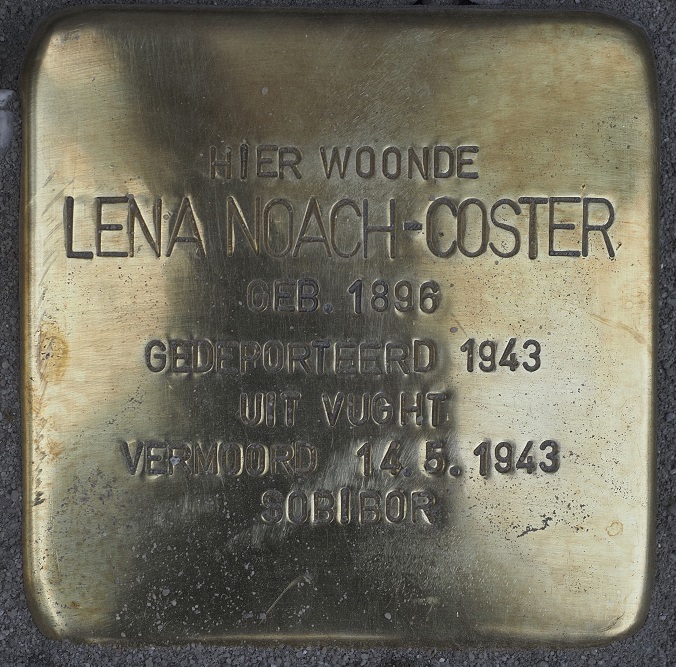 HIER WOONDE
LENA NOACH-COSTER
GEB. 1896
GEDEPORTEERD 1943
UIT VUGHT
VERMOORD 14.5.1943
SOBIBOR